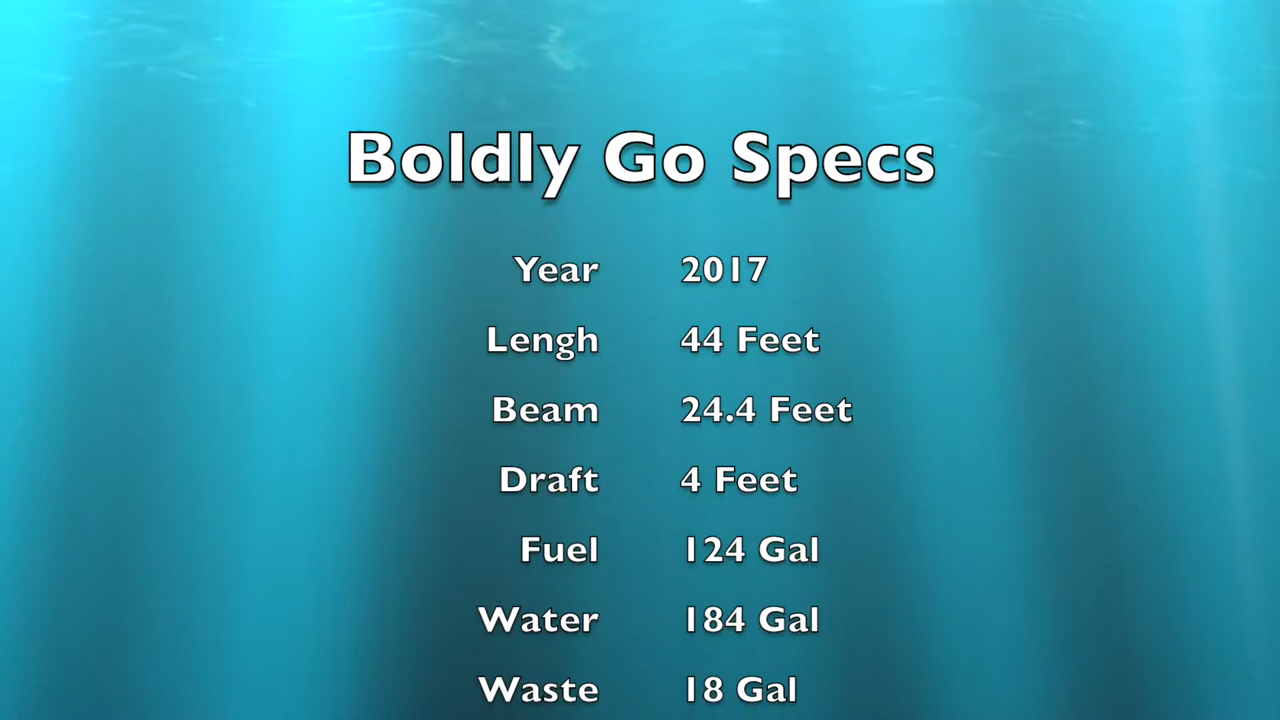 Boldly Go Specs
Year 2017
Lengh 44 Feet
Beam 24.4 Feet
Draft 4 Feet
Fuel 124 Gal
Water 184 Gal
Waste 18 Gal